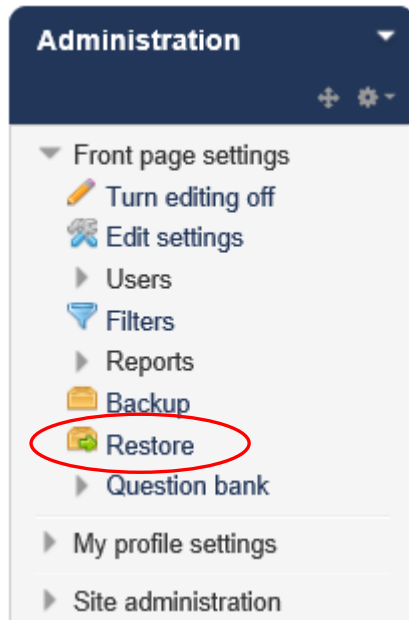 Administration
Front page settings
Turn editing off
Edit settings
Users
Filters
Reports
Backup
Restore
Question bank
My profile settings
Site administration